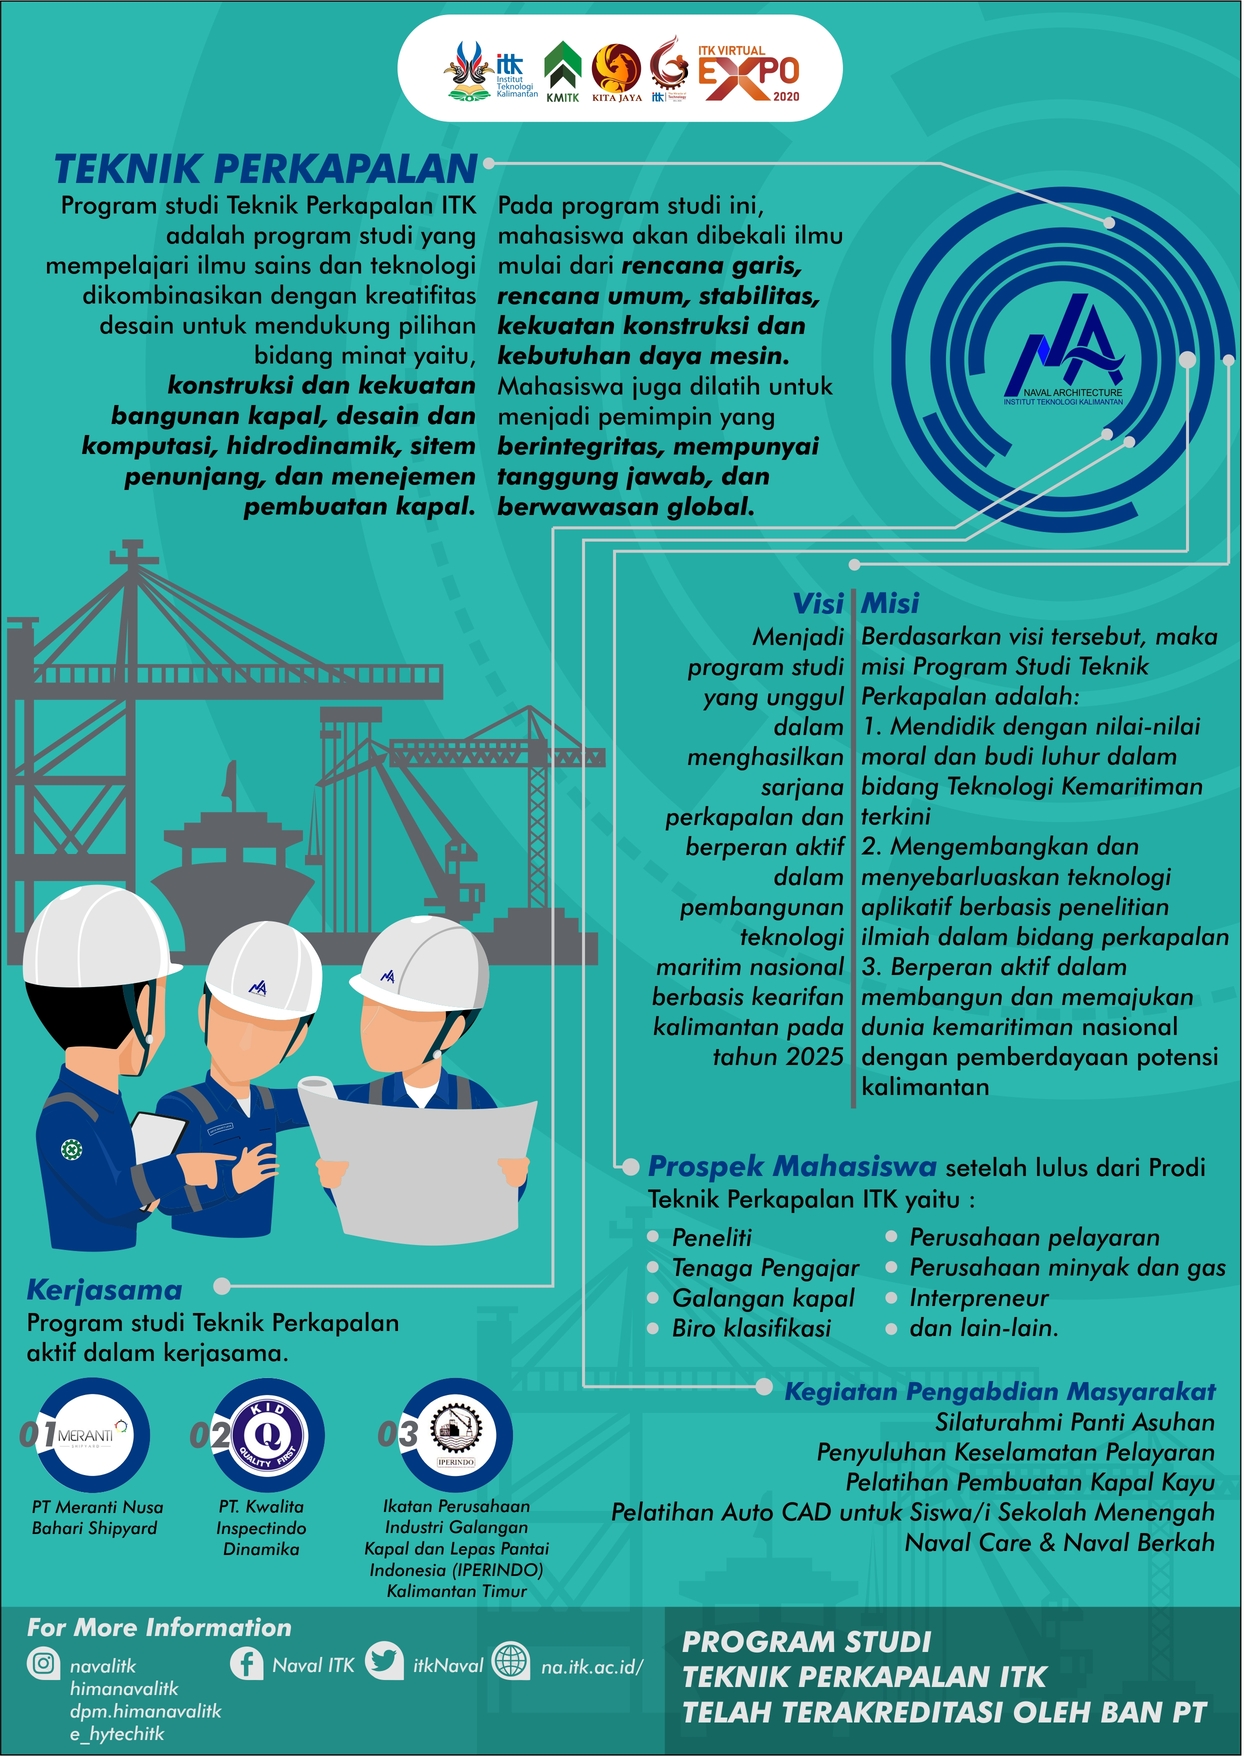 itk
Institut
Teknologi
Kalimantan
KMITK
KITA JAYA
itk
ITK VIRTUAL
EXPO
2020
TEKNIK PERKAPALAN
Program studi Teknik Perkapalan ITK
adalah program studi yang
mempelajari ilmu sains dan teknologi
dikombinasikan dengan kreatifitas
desain untuk mendukung pilihan
bidang minat yaitu,
konstruksi dan kekuatan
bangunan kapal, desain dan
komputasi, hidrodinamik, sitem
penunjang, dan menejemen
pembuatan kapal.
Pada program studi ini,
mahasiswa akan dibekali ilmu
mulai dari rencana garis,
rencana umum, stabilitas,
kekuatan konstruksi dan
kebutuhan daya mesin.
Mahasiswa juga dilatih untuk
menjadi pemimpin yang
berintegritas, mempunyai
tanggung jawab, dan
berwawasan global.
NAVAL ARCHITECTURE
INSTITUT TEKNOLOGI KALIMANTAN
Visi
Menjadi
program studi
yang unggul
dalam
menghasilkan
sarjana
perkapalan dan
berperan aktif
dalam
pembangunan
teknologi
maritim nasional
berbasis kearifan
kalimantan pada
tahun 2025
Misi
Berdasarkan visi tersebut, maka
misi Program Studi Teknik
Perkapalan adalah:
1. Mendidik dengan nilai-nilai
moral dan budi luhur dalam
bidang Teknologi Kemaritiman
terkini
2. Mengembangkan dan
menyebarluaskan teknologi
aplikatif berbasis penelitian
ilmiah dalam bidang perkapalan
3. Berperan aktif dalam
membangun dan memajukan
dunia kemaritiman nasional
dengan pemberdayaan potensi
kalimantan
Prospek Mahasiswa setelah lulus dari Prodi
Teknik Perkapalan ITK yaitu :
Peneliti
Tenaga Pengajar
Galangan kapal
Biro klasifikasi
Perusahaan pelayaran
Perusahaan minyak dan gas
Interpreneur
dan lain-lain.
Kerjasama
Program studi Teknik Perkapalan
aktif dalam kerjasama.
01
MERANTI
SHIPYARD
PT Meranti Nusa
Bahari Shipyard
02
KID
Q
QUALITY FIRST
PT. Kwalita
Inspectindo
Dinamika
03
IPERINDO
Ikatan Perusahaan
Industri Galangan
Kapal dan Lepas Pantai
Indonesia (IPERINDO)
Kalimantan Timur
Kegiatan Pengabdian Masyarakat
Silaturahmi Panti Asuhan
Penyuluhan Keselamatan Pelayaran
Pelatihan Pembuatan Kapal Kayu
Pelatihan Auto CAD untuk Siswa/i Sekolah Menengah
Naval Care & Naval Berkah
For More Information
navalitk
himanavalitk
dpm.himanavalitk
e_hytechitk
Naval ITK
itkNaval
na.itk.ac.id/
PROGRAM STUDI
TEKNIK PERKAPALAN ITK
TELAH TERAKREDITASI OLEH BAN PT